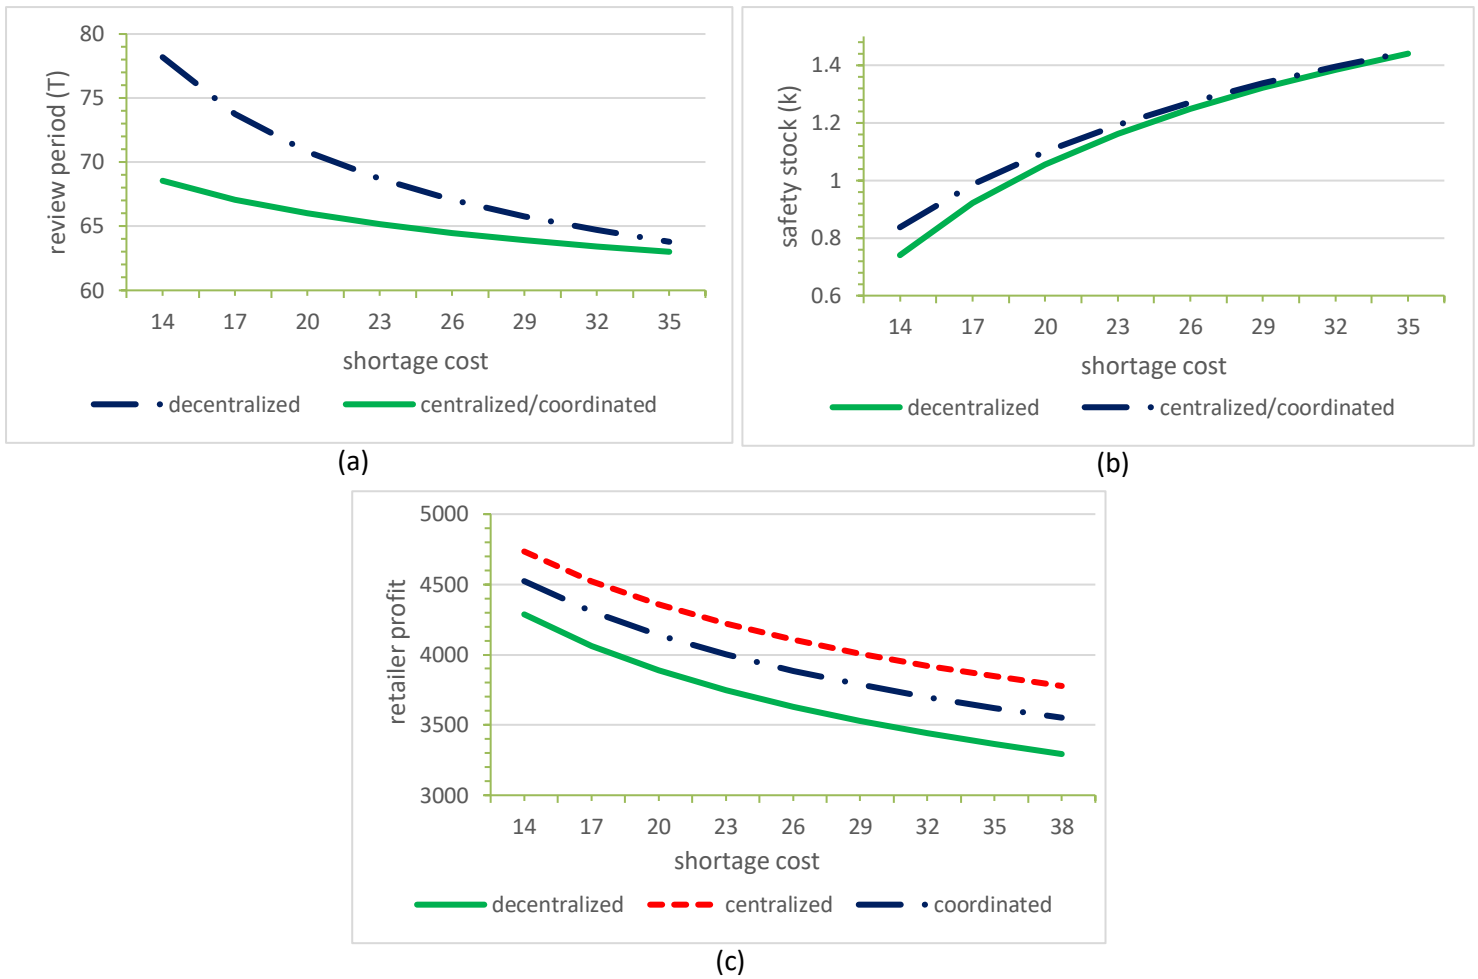 review period (T)
80
75
70
65
60
14 17 20 23 26 29 32 35
shortage cost
decentralized centralized/coordinated
(a)
safety stock (k)
1.4
1.2
1
0.8
0.6
14 17 20 23 26 29 32 35
shortage cost
decentralized centralized/coordinated
(b)
retailer profit
5000
4500
4000
3500
3000
14 17 20 23 26 29 32 35 38
shortage cost
decentralized centralized coordinated
(c)